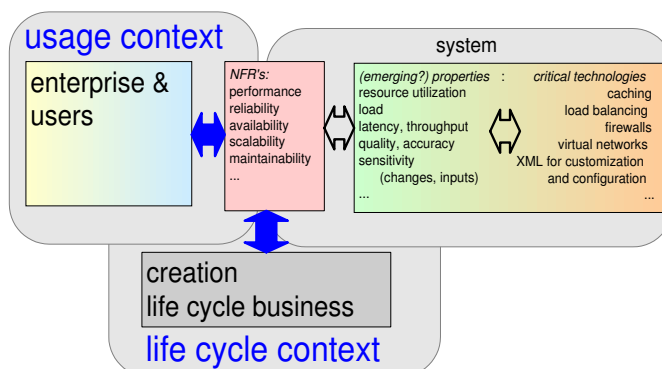 usage context
enterprise &
users
NFR's:
performance
reliability
availability
scalability
maintainability
...
system
(emerging?) properties : critical technologies
resource utilization
load
latency, throughput
quality, accuracy
sensitivity
(changes, inputs)
...
caching
load balancing
firewalls
virtual networks
XML for customization
and configuration
...
creation
life cycle business
life cycle context